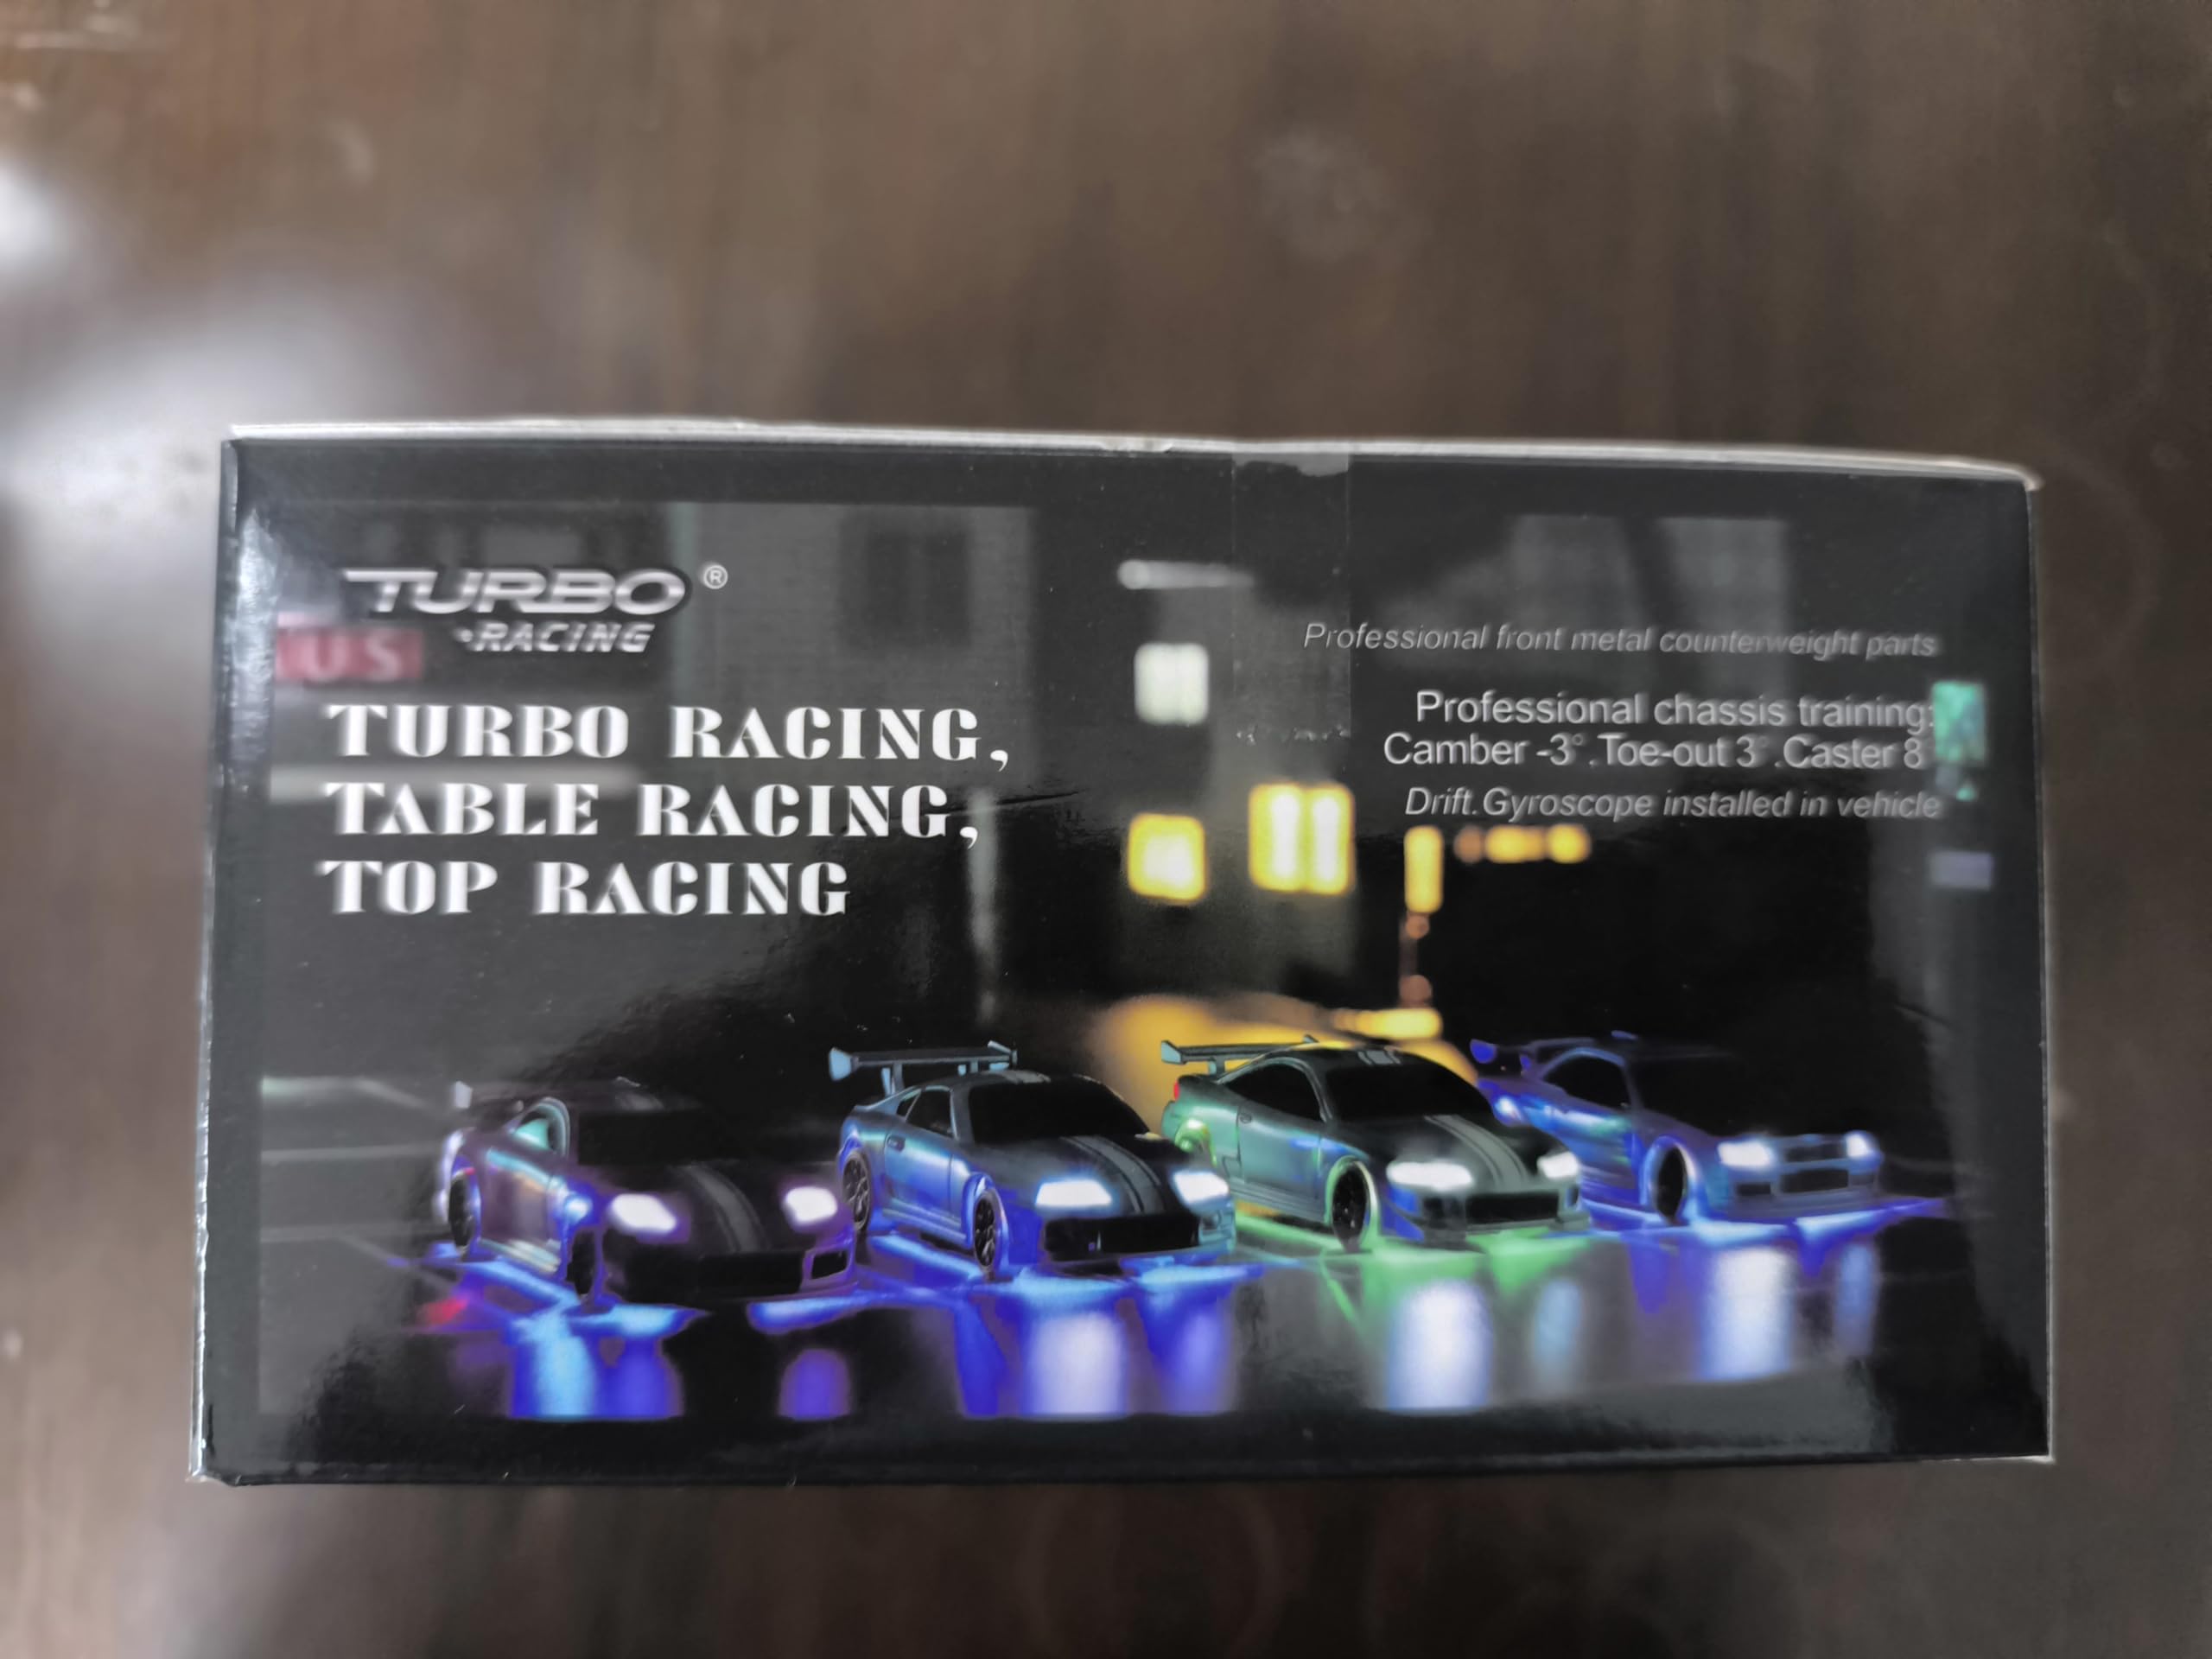 TURBO ®
RACING
US
TURBO RACING,
TABLE RACING,
TOP RACING
Professional front metal counterweight parts
Professional chassis training:
Camber -3° .Toe-out 3° .Caster 8°
Drift.Gyroscope installed in vehicle